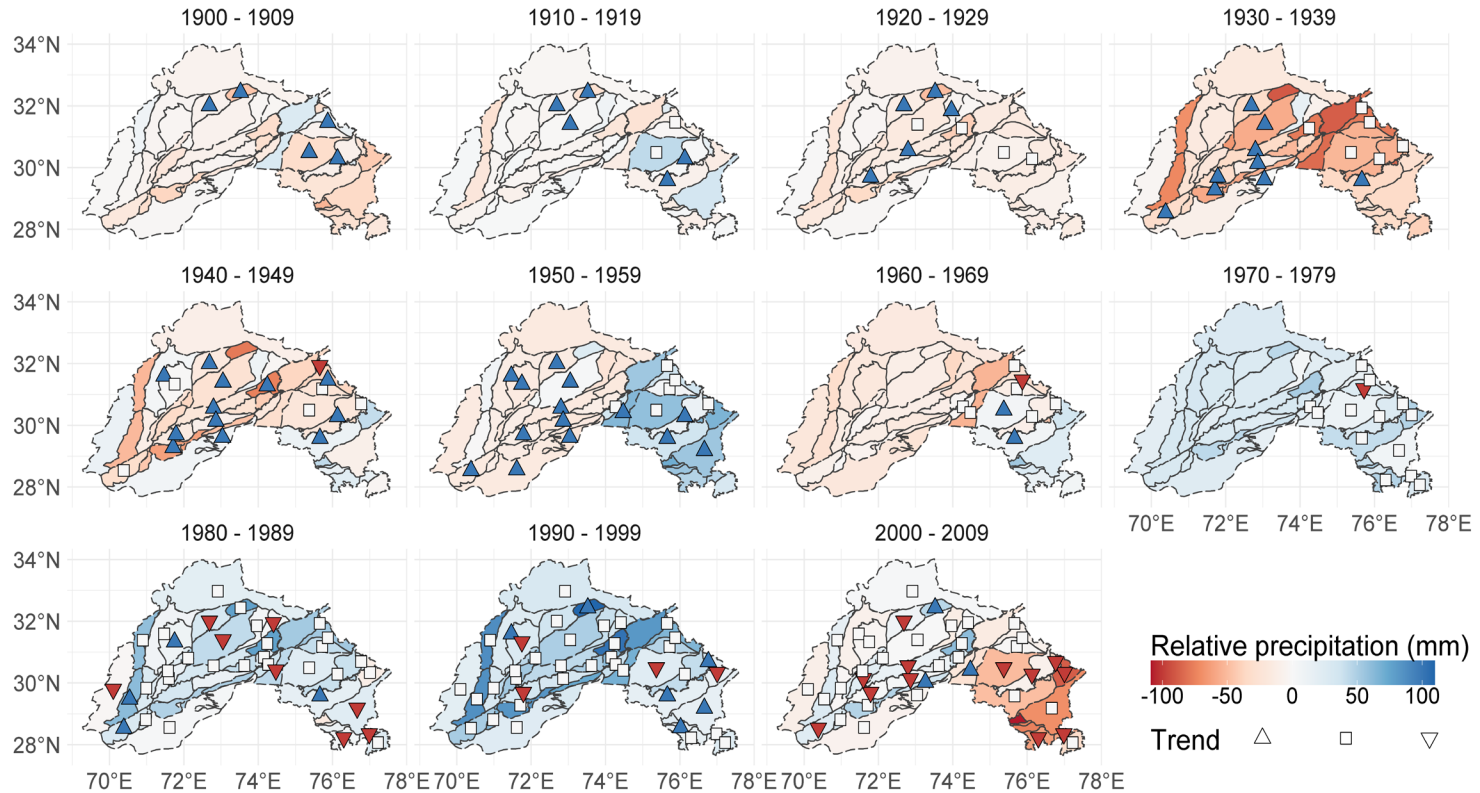 1900 - 1909 1910 - 1919 1920 - 1929 1930 - 1939
34°N
32°N
30°N
28°N
1940 - 1949 1950 - 1959 1960 - 1969 1970 - 1979
34°N
32°N
30°N
28°N
70°E 72°E 74°E 76°E 78°E
1980 - 1989 1990 - 1999 2000 - 2009
34°N
32°N
30°N
28°N
70°E 72°E 74°E 76°E 78°E 70°E 72°E 74°E 76°E 78°E 70°E 72°E 74°E 76°E 78°E
Relative precipitation (mm)
-100 -50 0 50 100
Trend